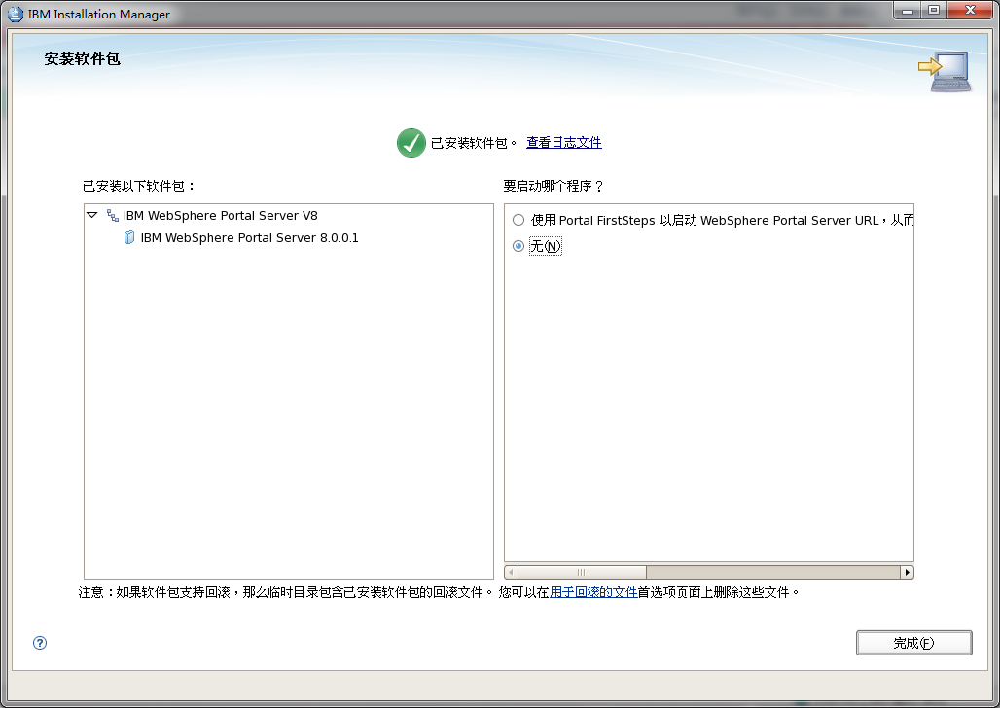 IBM Installation Manager
安装软件包
已安装软件包。 查看日志文件
已安装以下软件包：
要启动哪个程序？
IBM WebSphere Portal Server V8
IBM WebSphere Portal Server 8.0.0.1
使用 Portal FirstSteps 以启动 WebSphere Portal Server URL，从而
无(N)
注意：如果软件包支持回滚，那么临时目录包含已安装软件包的回滚文件。 您可以在用于回滚的文件首选项页面上删除这些文件。
完成(F)